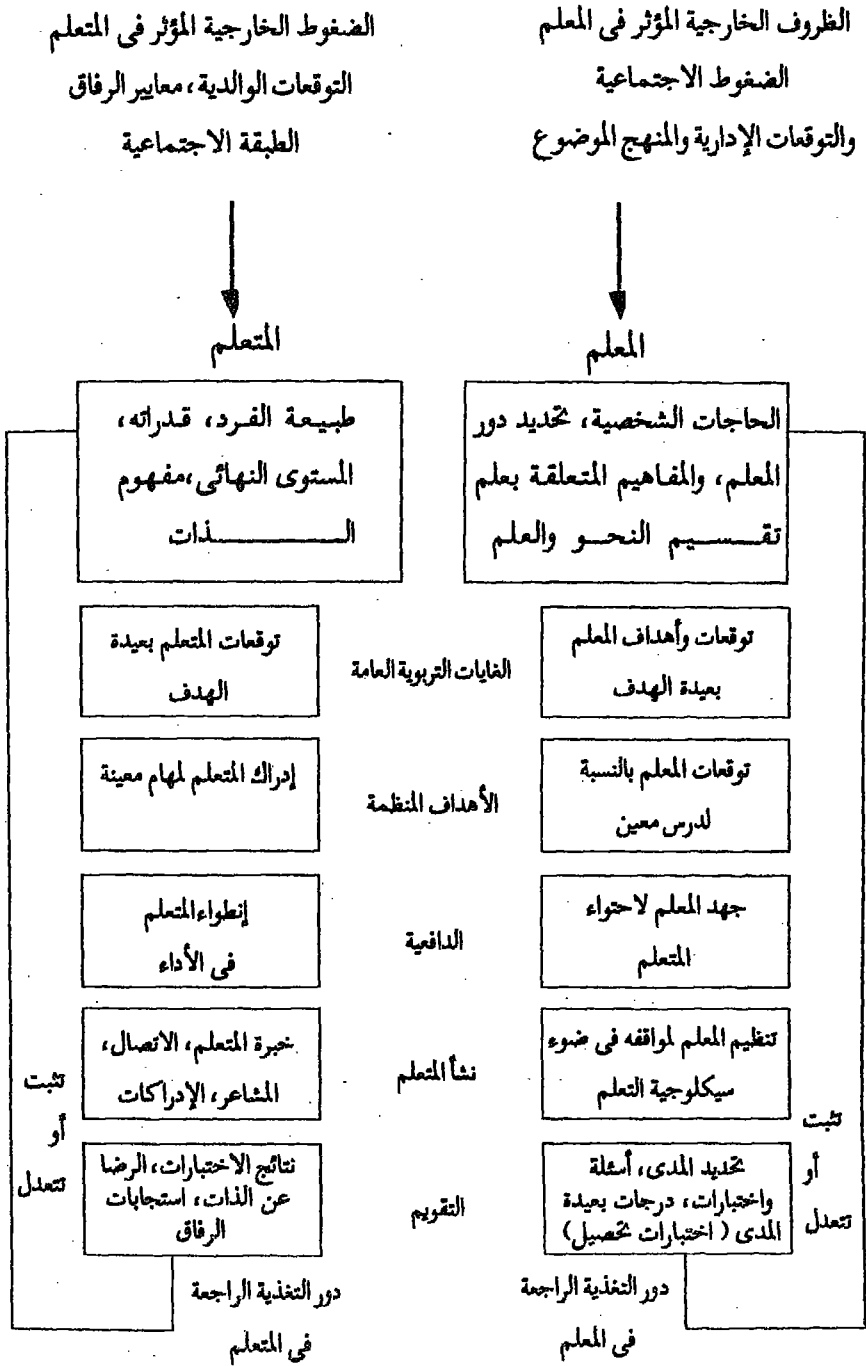 الظروف الخارجية المؤثر فى المعلم
الضغوط الاجتماعية
والتوقعات الإدارية والمنهج الموضوع
الضغوط الخارجية المؤثر فى المتعلم
التوقعات الوالدية، معايير الرفاق
الطبقة الاجتماعية
المعلم
المتعلم
الحاجات الشخصية، تحديد دور
المعلم، والمفاهيم المتعلقة بعلم
تقـــســـيم النحـــو والعلم
طبـيـعـة الفـرد، قـدراته،
المستوى النهائى، مفهوم
الـــــــــــذات
توقعات وأهداف المعلم
بعيدة الهدف
الغايات التربوية العامة
توقعات المتعلم بعيدة
الهدف
توقعات المعلم بالنسبة
لدرس معين
الأهداف المنظمة
إدراك المتعلم لمهام معينة
جهد المعلم لاحتواء
المتعلم
الدافعية
إنطواء المتعلم
فى الأداء
تنظيم المعلم لمواقفه فى ضوء
سيكلوجية التعلم
نشأ المتعلم
خبرة المتعلم، الاتصال،
المشاعر، الإدراكات
تحديد المدى، أسئلة
واختبارات، درجات بعيدة
المدى (اختبارات تحصيل)
التقويم
نتائج الاختبارات، الرضا
عن الذات، استجابات
الرفاق
تثبت
أو
تتعدل
تثبت
أو
تتعدل
دور التغذية الراجعة
فى المعلم
دور التغذية الراجعة
فى المتعلم